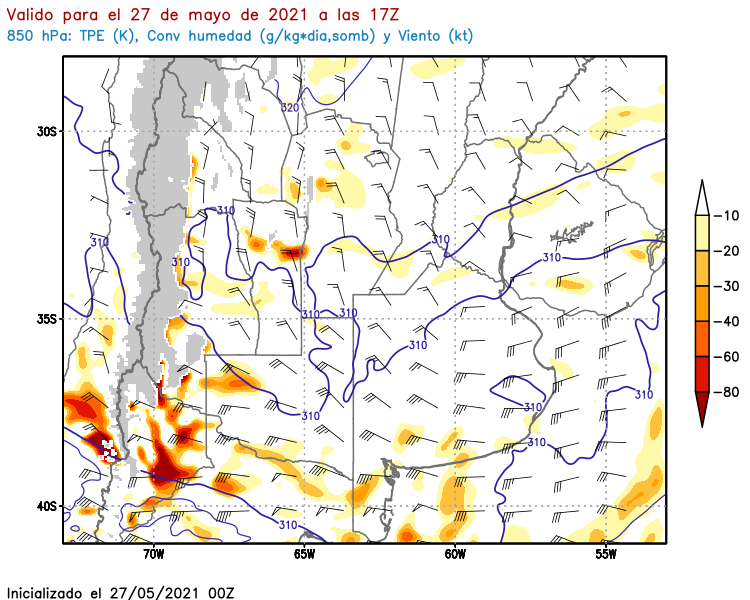 Valido para el 27 de mayo de 2021 a las 17Z
850 hPa: TPE (K), Conv humedad (g/kg*dia,somb) y Viento (kt)
320
30S
310
310
310
310
310
-10
-20
-30
-40
-60
-80
310
310
35S
310
310
310
310
310
310
40S
70W
65W
60W
55W
Inicializado el 27/05/2021 00Z